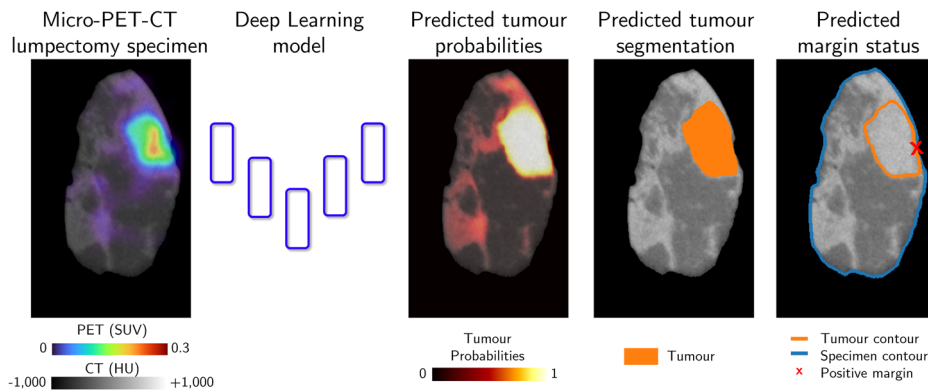 Micro-PET-CT
lumpectomy specimen
Deep Learning
model
Predicted tumour
probabilities
Predicted tumour
segmentation
Predicted
margin status
PET (SUV)
0 0.3
CT (HU)
-1,000 +1,000
Tumour
Probabilities
0 1
Tumour
x
Tumour contour
Specimen contour
x Positive margin